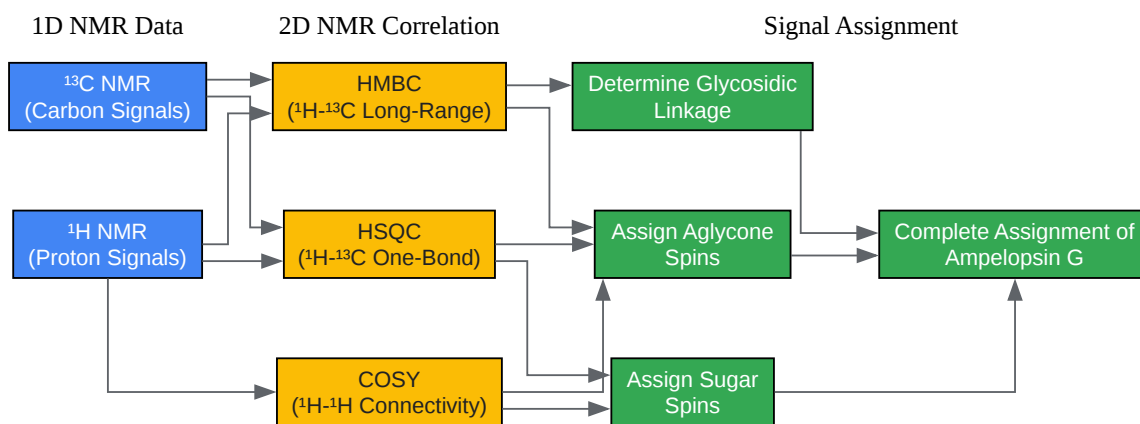 1D NMR Data
2D NMR Correlation
Signal Assignment
¹³C NMR
(Carbon Signals)
HMBC
(¹H-¹³C Long-Range)
Determine Glycosidic
Linkage
¹H NMR
(Proton Signals)
HSQC
(¹H-¹³C One-Bond)
Assign Aglycone
Spins
Complete Assignment of
Ampelopsin G
COSY
(¹H-¹H Connectivity)
Assign Sugar
Spins